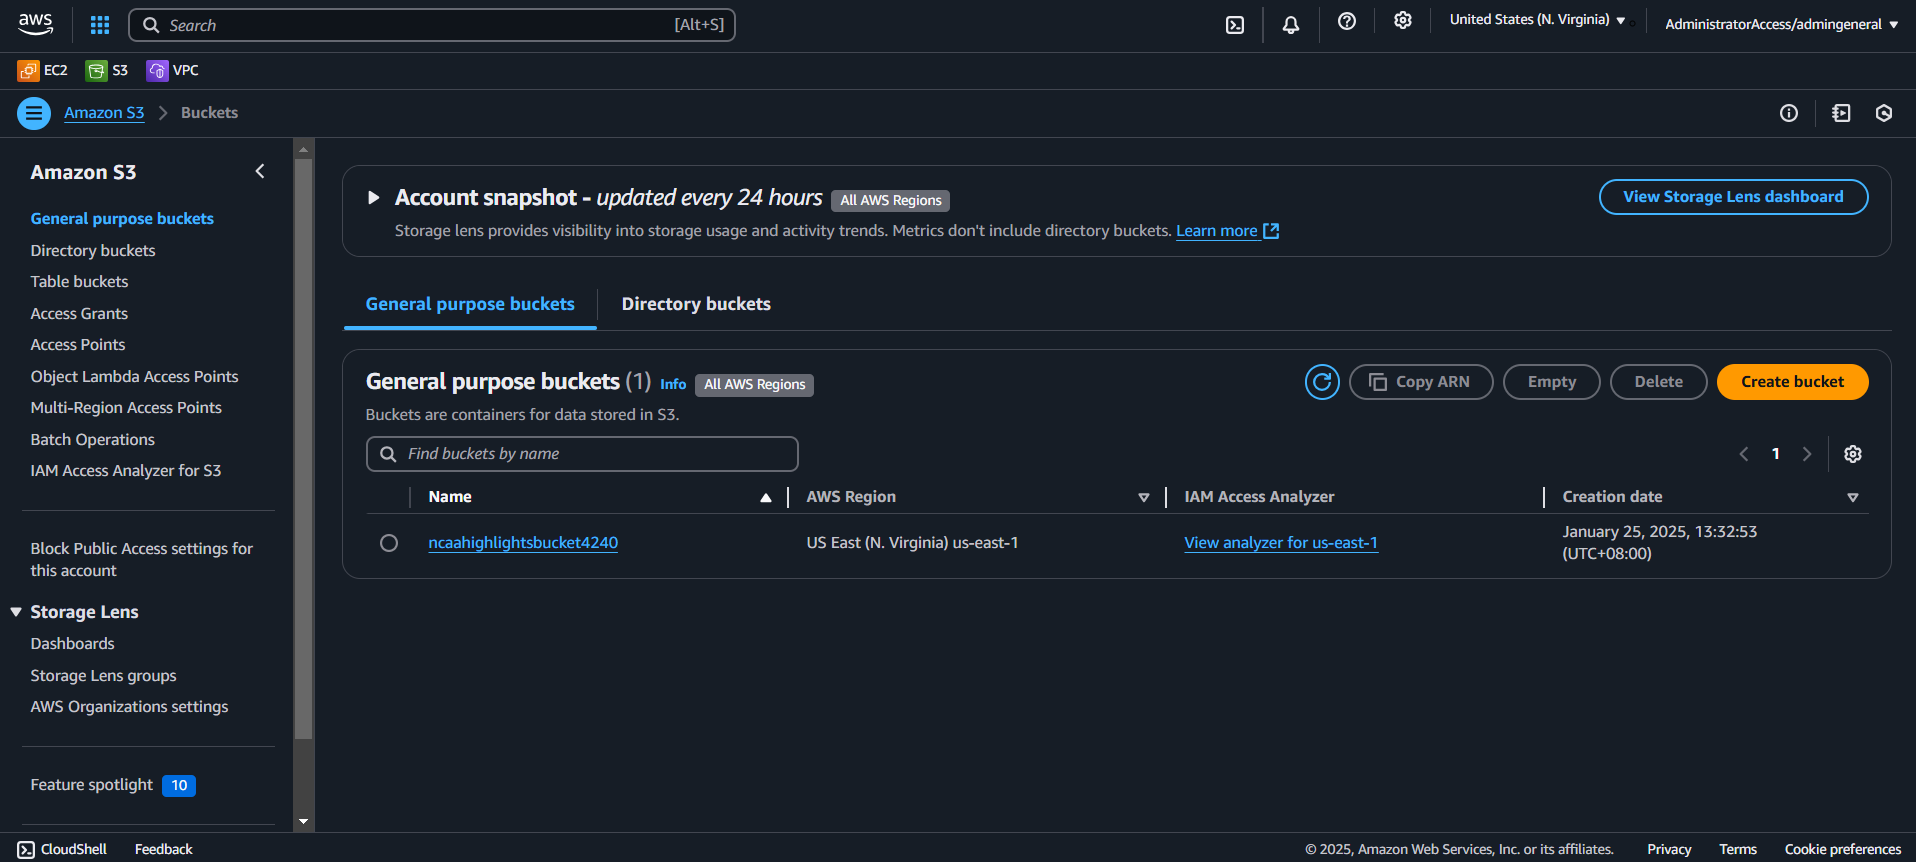 aws
Search [Alt+S]
United States (N. Virginia)
AdministratorAccess/admingeneral
EC2 S3 VPC
Amazon S3 Buckets
Amazon S3
General purpose buckets
Directory buckets
Table buckets
Access Grants
Access Points
Object Lambda Access Points
Multi-Region Access Points
Batch Operations
IAM Access Analyzer for S3
Block Public Access settings for
this account
Storage Lens
Dashboards
Storage Lens groups
AWS Organizations settings
Feature spotlight 10
Account snapshot - updated every 24 hours All AWS Regions
View Storage Lens dashboard
Storage lens provides visibility into storage usage and activity trends. Metrics don't include directory buckets. Learn more
General purpose buckets Directory buckets
General purpose buckets (1) Info All AWS Regions
Copy ARN Empty Delete Create bucket
Buckets are containers for data stored in S3.
Find buckets by name
1
Name AWS Region IAM Access Analyzer Creation date
ncaahighlightsbucket4240 US East (N. Virginia) us-east-1 View analyzer for us-east-1 January 25, 2025, 13:32:53
(UTC+08:00)
CloudShell Feedback
© 2025, Amazon Web Services, Inc. or its affiliates. Privacy Terms Cookie preferences